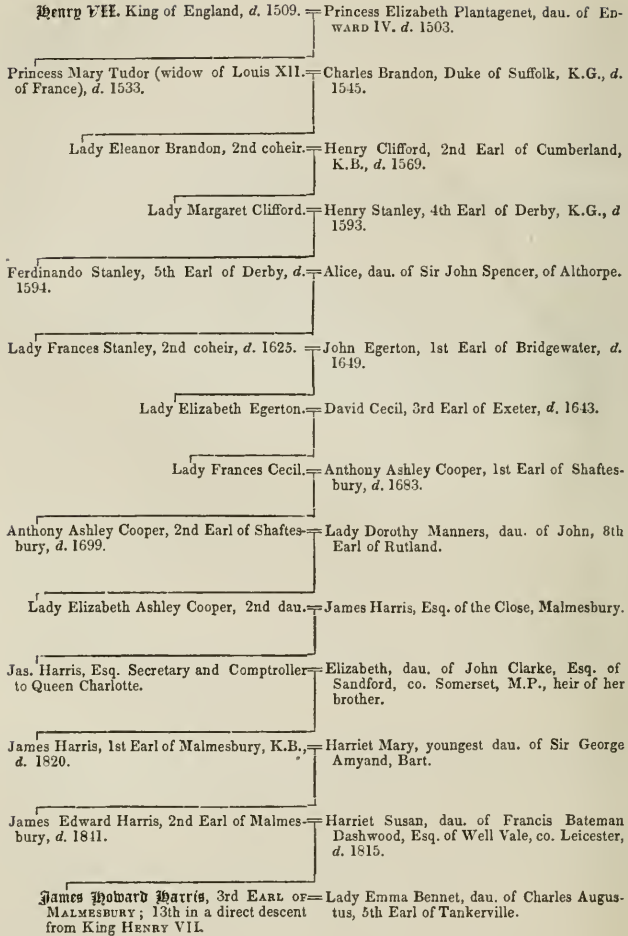 Henry VII. King of England, d. 1509. = Princess Elizabeth Plantagenet, dau. of Ed-
WARD IV. d. 1503.
Princess Mary Tudor (widow of Louis XII.
of France), d. 1533.
= Charles Brandon, Duke of Suffolk, K.G., d.
1545.
Lady Eleanor Brandon, 2nd coheir. = Henry Clifford, 2nd Earl of Cumberland,
K.B., d. 1569.
Lady Margaret Clifford. = Henry Stanley, 4th Earl of Derby, K.G., d
1593.
Ferdinando Stanley, 5th Earl of Derby, d.
1594.
= Alice, dau. of Sir John Spencer, of Althorpe.
Lady Frances Stanley, 2nd coheir, d. 1625. = John Egerton, 1st Earl of Bridgewater, d.
1649.
Lady Elizabeth Egerton. = David Cecil, 3rd Earl of Exeter, d. 1643.
Lady Frances Cecil. = Anthony Ashley Cooper, 1st Earl of Shaftes-
bury, d. 1683.
Anthony Ashley Cooper, 2nd Earl of Shaftes-
bury, d. 1699.
= Lady Dorothy Manners, dau. of John, 8th
Earl of Rutland.
Lady Elizabeth Ashley Cooper, 2nd dau. = James Harris, Esq. of the Close, Malmesbury.
Jas. Harris, Esq. Secretary and Comptroller
to Queen Charlotte.
= Elizabeth, dau. of John Clarke, Esq. of
Sandford, co. Somerset, M.P., heir of her
brother.
James Harris, 1st Earl of Malmesbury, K.B.,
d. 1820.
= Harriet Mary, youngest dau. of Sir George
Amyand, Bart.
James Edward Harris, 2nd Earl of Malmes-
bury, d. 1841.
= Harriet Susan, dau. of Francis Bateman
Dashwood, Esq. of Well Vale, co. Leicester,
d. 1815.
James Howard Harris, 3rd EARL OF
MALMESBURY; 13th in a direct descent
from King HENRY VII.
= Lady Emma Bennet, dau. of Charles Augus-
tus, 5th Earl of Tankerville.